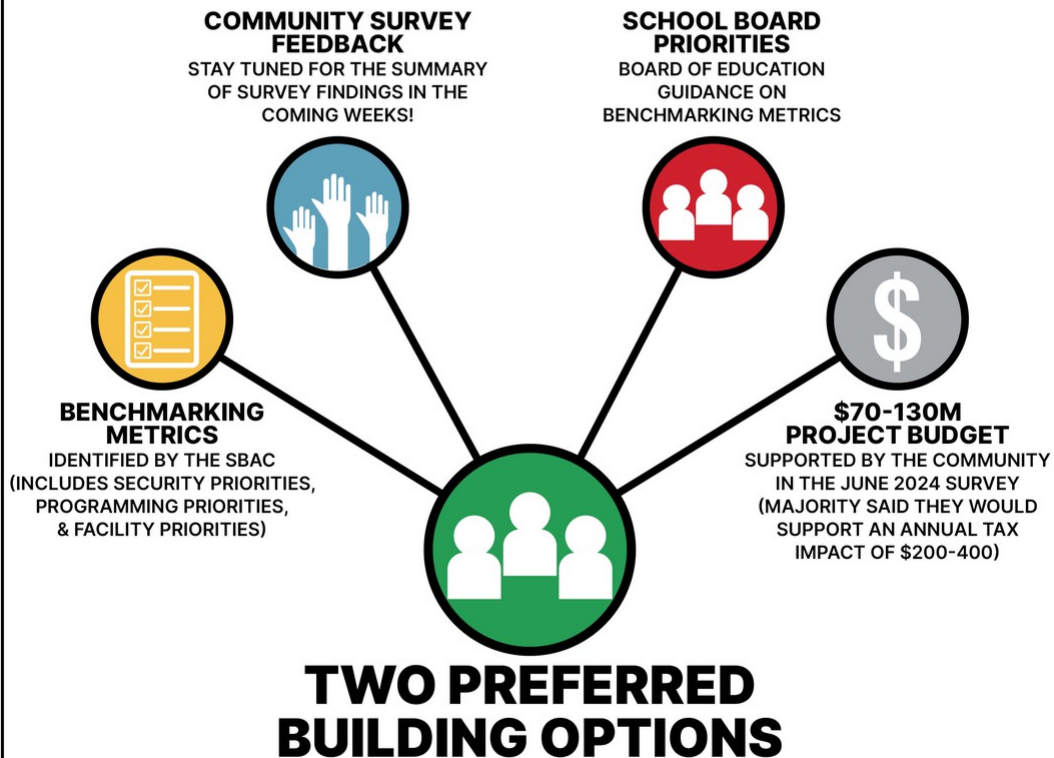 COMMUNITY SURVEY
FEEDBACK
STAY TUNED FOR THE SUMMARY
OF SURVEY FINDINGS IN THE
COMING WEEKS!
SCHOOL BOARD
PRIORITIES
BOARD OF EDUCATION
GUIDANCE ON
BENCHMARKING METRICS
BENCHMARKING
METRICS
IDENTIFIED BY THE SBAC
(INCLUDES SECURITY PRIORITIES,
PROGRAMMING PRIORITIES,
& FACILITY PRIORITIES)
$
$70-130M
PROJECT BUDGET
SUPPORTED BY THE COMMUNITY
IN THE JUNE 2024 SURVEY
(MAJORITY SAID THEY WOULD
SUPPORT AN ANNUAL TAX
IMPACT OF $200-400)
TWO PREFERRED
BUILDING OPTIONS